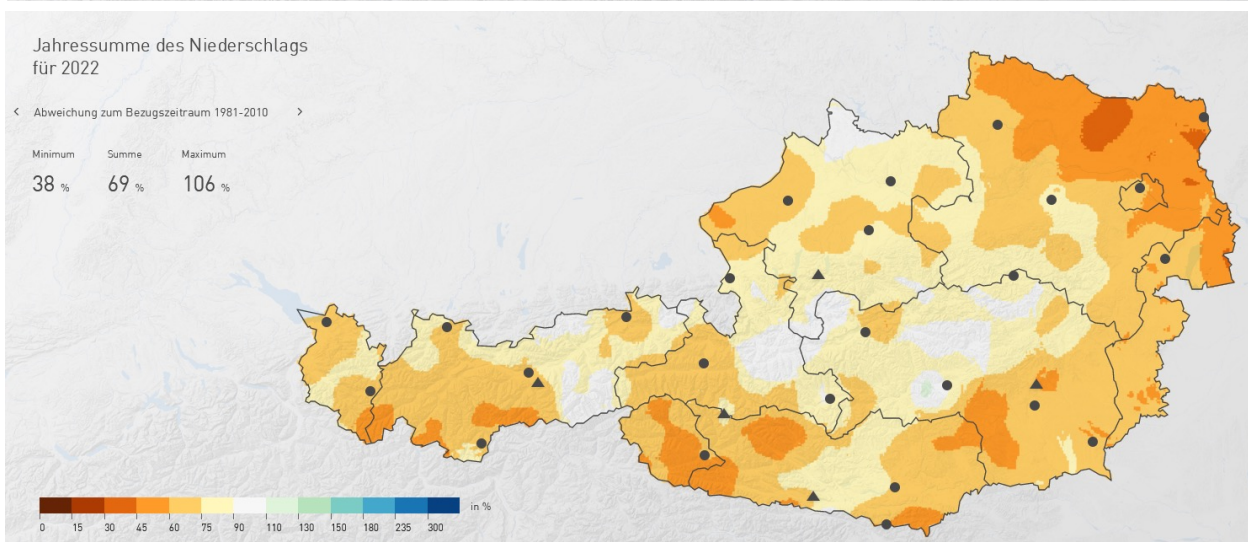 Jahressumme des Niederschlags
für 2022
< Abweichung zum Bezugszeitraum 1981-2010 >
Minimum Summe Maximum
38 % 69 % 106 %
in %
0 15 30 45 60 75 90 110 130 150 180 235 300